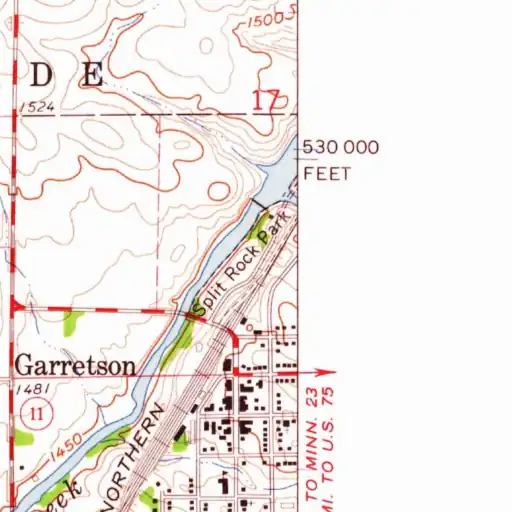 1500
D E
1524
17
530 000
FEET
Split Rock Park
Garretson
1481
11
1450
NORTHERN
TO MINN. 23
MI. TO U.S. 75